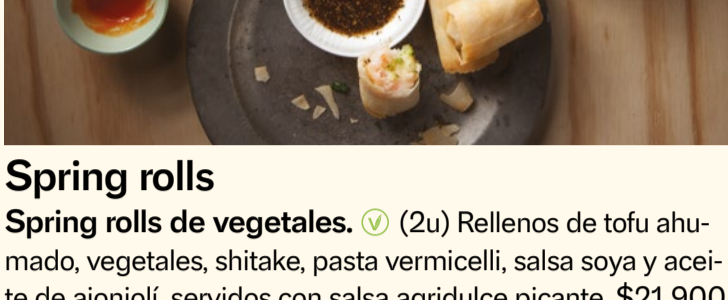 Spring rolls
Spring rolls de vegetales. (2u) Rellenos de tofu ahu-
mado, vegetales, shitake, pasta vermicelli, salsa soya y acei-
te de ajonjolí, servidos con salsa agridulce picante. $21.900